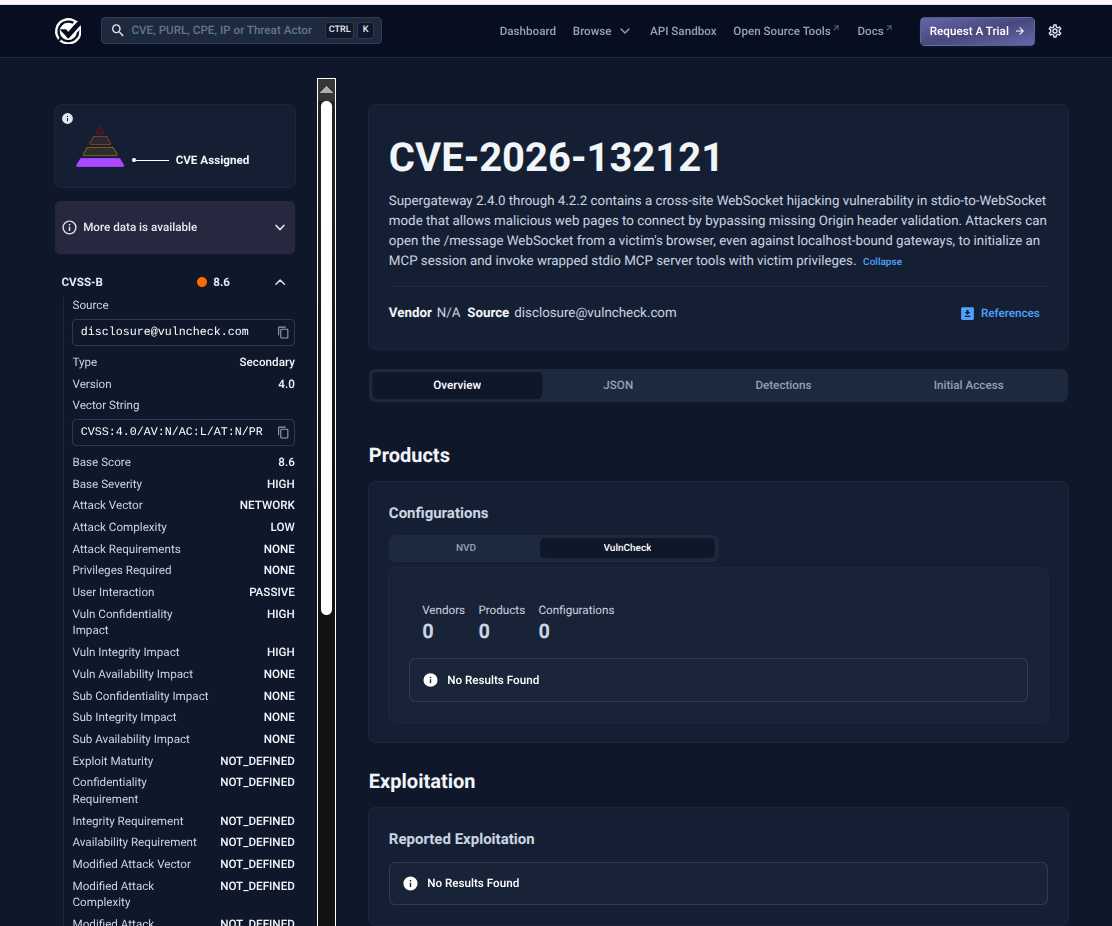 CVE, PURL, CPE, IP or Threat Actor CTRL K
Dashboard Browse API Sandbox Open Source Tools↗ Docs↗ Request A Trial →
CVE Assigned
More data is available
CVSS-B 8.6
Source
disclosure@vulncheck.com
Type Secondary
Version 4.0
Vector String
CVSS:4.0/AV:N/AC:L/AT:N/PR
Base Score 8.6
Base Severity HIGH
Attack Vector NETWORK
Attack Complexity LOW
Attack Requirements NONE
Privileges Required NONE
User Interaction PASSIVE
Vuln Confidentiality HIGH
Impact
Vuln Integrity Impact HIGH
Vuln Availability Impact NONE
Sub Confidentiality Impact NONE
Sub Integrity Impact NONE
Sub Availability Impact NONE
Exploit Maturity NOT_DEFINED
Confidentiality NOT_DEFINED
Requirement
Integrity Requirement NOT_DEFINED
Availability Requirement NOT_DEFINED
Modified Attack Vector NOT_DEFINED
Modified Attack NOT_DEFINED
Complexity
Modified Attack NOT_DEFINED
CVE-2026-132121
Supergateway 2.4.0 through 4.2.2 contains a cross-site WebSocket hijacking vulnerability in stdio-to-WebSocket
mode that allows malicious web pages to connect by bypassing missing Origin header validation. Attackers can
open the /message WebSocket from a victim's browser, even against localhost-bound gateways, to initialize an
MCP session and invoke wrapped stdio MCP server tools with victim privileges. Collapse
Vendor N/A Source disclosure@vulncheck.com References
Overview JSON Detections Initial Access
Products
Configurations
NVD VulnCheck
Vendors Products Configurations
0 0 0
No Results Found
Exploitation
Reported Exploitation
No Results Found